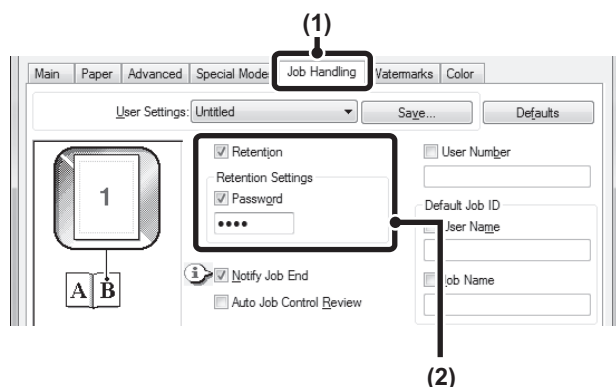 (1)
Main Paper Advanced Special Mode Job Handling Watermarks Color
User Settings: Untitled Save... Defaults
Retention
Retention Settings
Password
••••
User Number
Default Job ID
User Name
Job Name
1
A B
Notify Job End
Auto Job Control Review
(2)